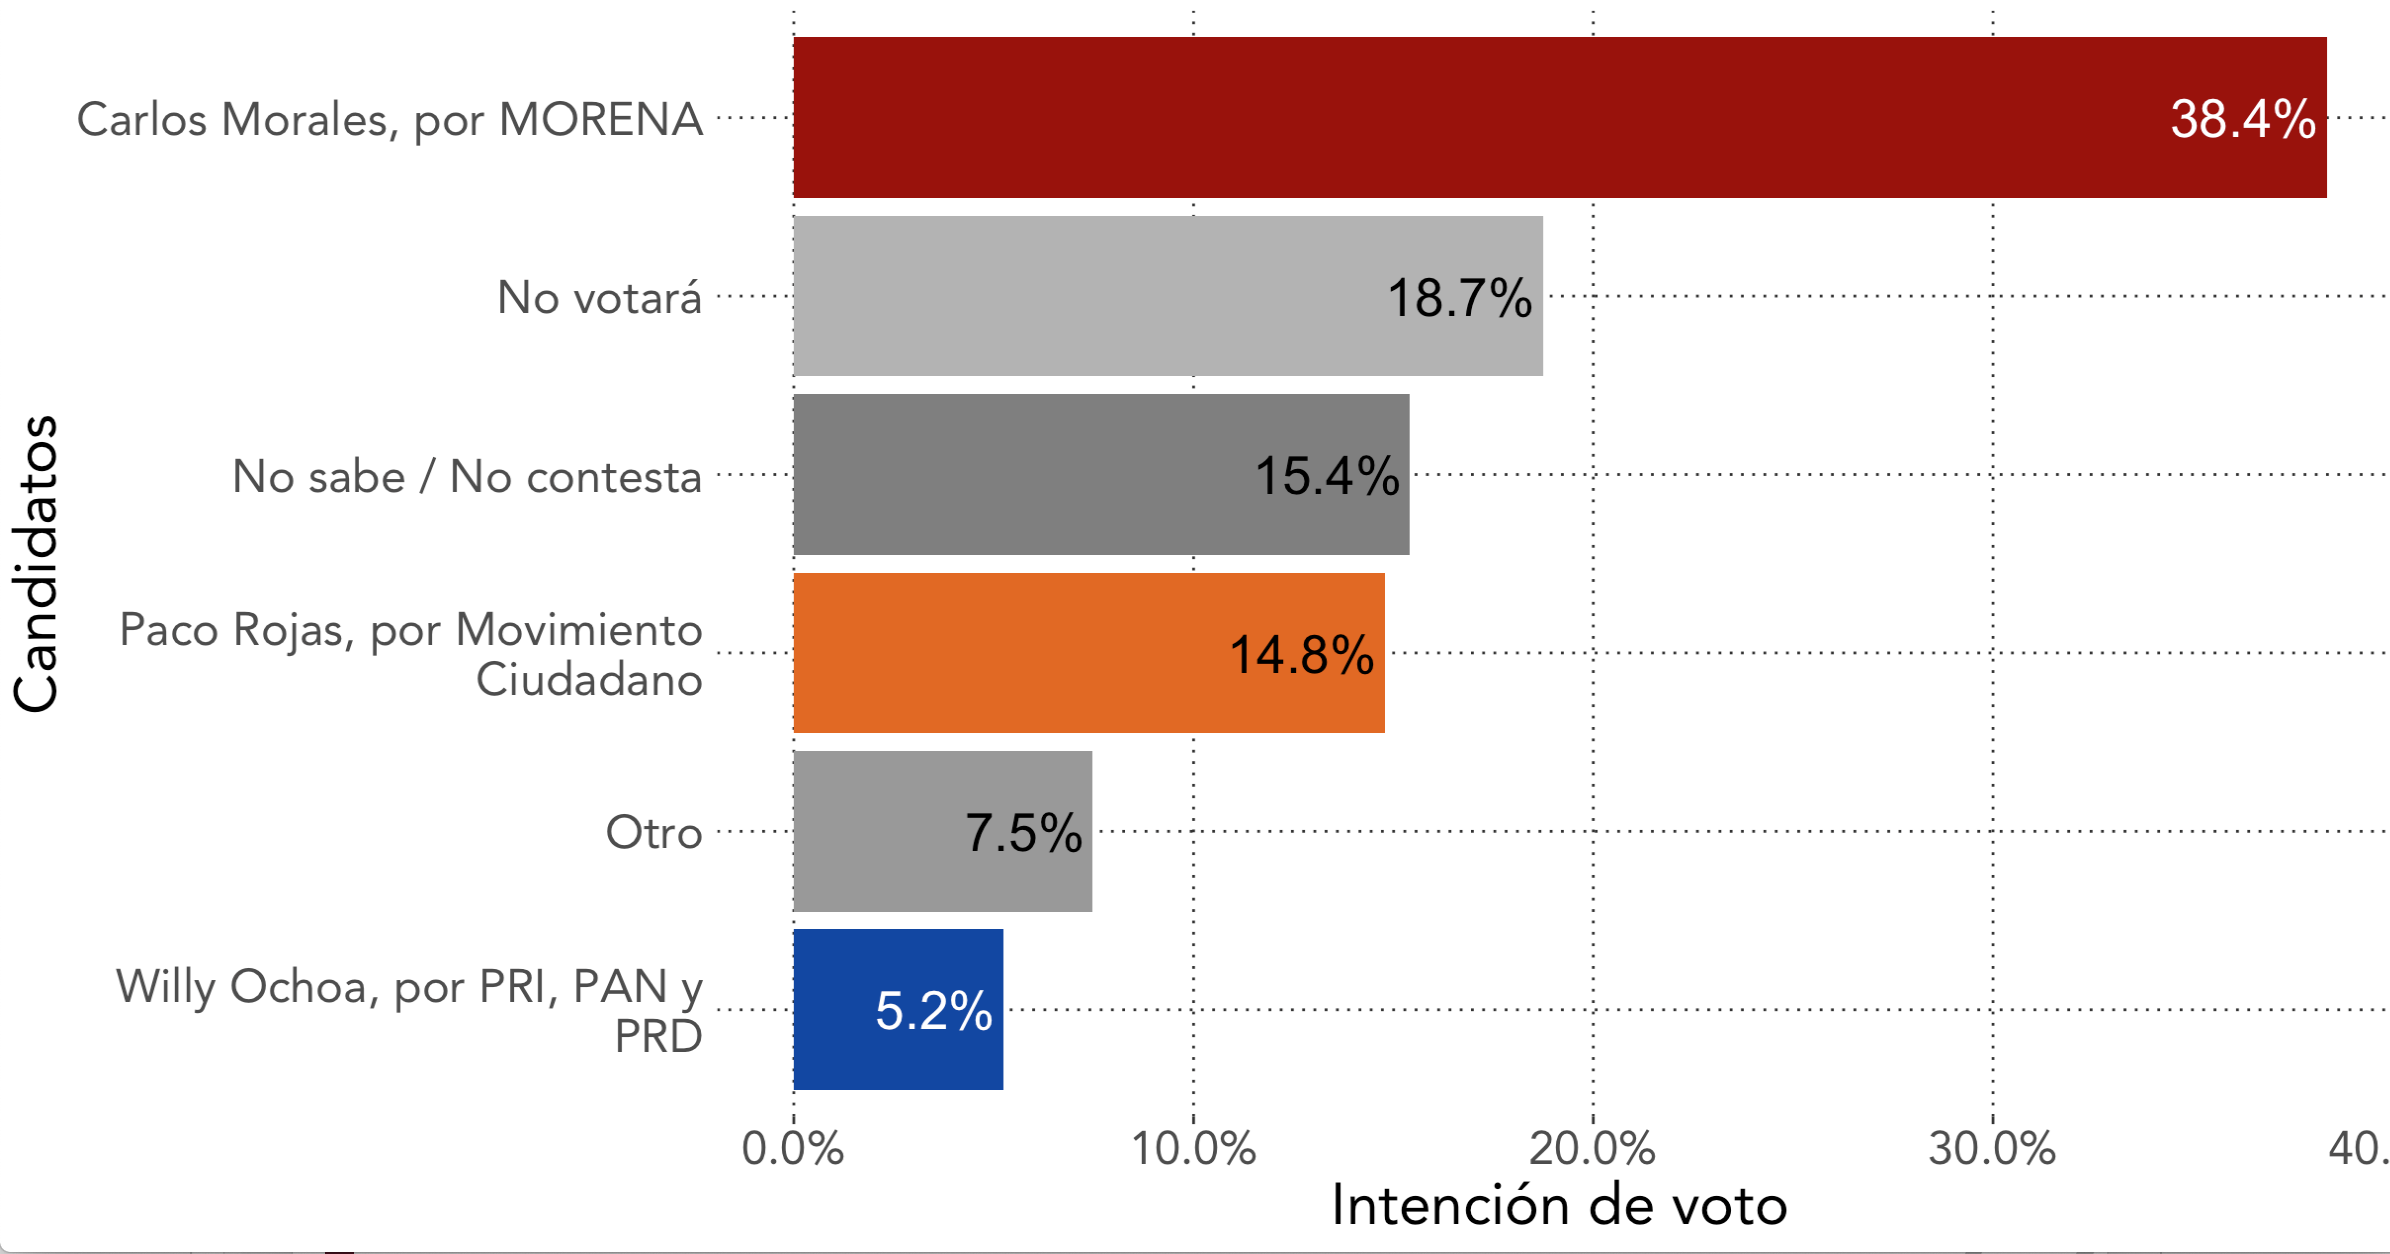 Carlos Morales, por MORENA
38.4%
No votará
18.7%
No sabe / No contesta
15.4%
Paco Rojas, por Movimiento
Ciudadano
14.8%
Otro
7.5%
Willy Ochoa, por PRI, PAN y
PRD
5.2%
Candidatos
0.0%
10.0%
20.0%
30.0%
40.
Intención de voto